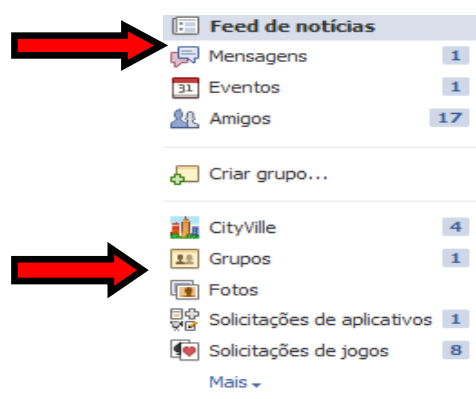 Feed de notícias
Mensagens 1
31 Eventos 1
Amigos 17
Criar grupo...
CityVille 4
Grupos 1
Fotos
Solicitações de aplicativos 1
Solicitações de jogos 8
Mais